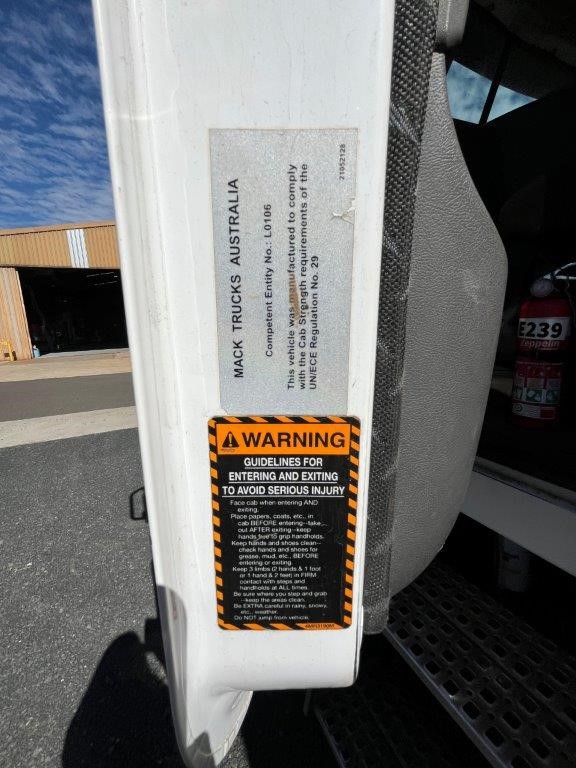 MACK TRUCKS AUSTRALIA
Competent Entity No.: L0106
This vehicle was manufactured to comply
with the Cab Strength requirements of the
UN/ECE Regulation No. 29
21052128
WARNING
GUIDELINES FOR
ENTERING AND EXITING
TO AVOID SERIOUS INJURY
Face cab when entering AND
exiting.
Place papers, coats, etc., in
cab BEFORE entering--take
out AFTER exiting--keep
hands free to grip handholds.
Keep hands and shoes clean--
check hands and shoes for
grease, mud, etc., BEFORE
entering or exiting.
Keep 3 limbs (2 hands & 1 foot
or 1 hand & 2 feet) in FIRM
contact with steps and
handholds at ALL times.
Be sure where you step and grab
--keep the areas clean.
Be EXTRA careful in rainy, snowy,
etc., weather.
Do NOT jump from vehicle.
4MR3190M
E239
Zeppelin